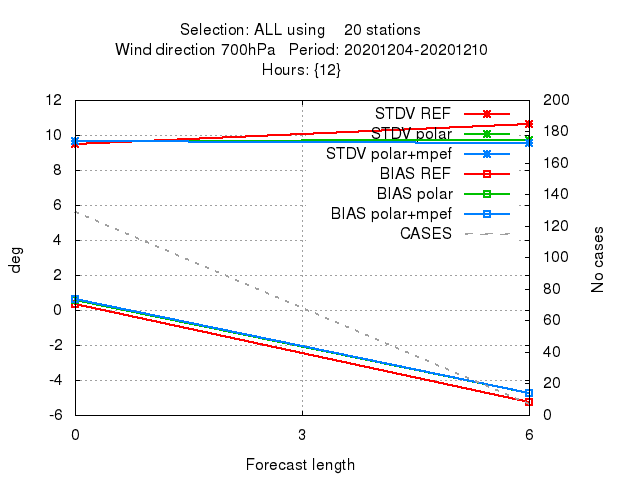 Selection: ALL using    20 stations
Wind direction 700hPa   Period: 20201204-20201210
Hours: {12}
12
10
8
6
4
2
0
-2
-4
-6
deg
200
180
160
140
120
100
80
60
40
20
0
No cases
STDV REF
STDV polar
STDV polar+mpef
BIAS REF
BIAS polar
BIAS polar+mpef
CASES
0 3 6
Forecast length